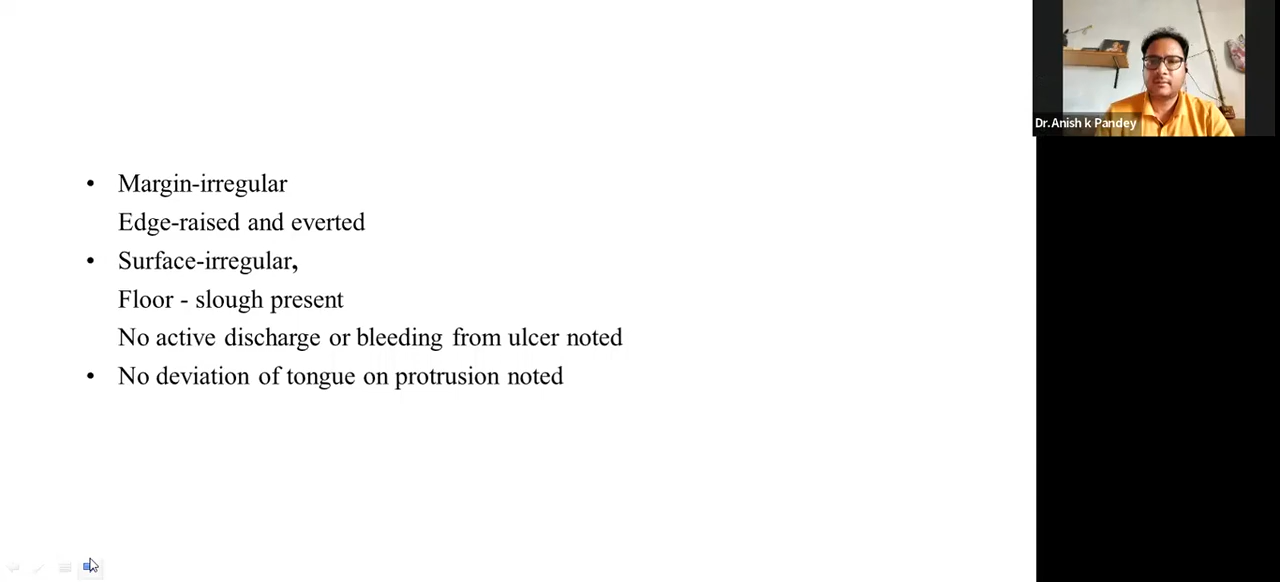 • Margin-irregular
Edge-raised and everted
• Surface-irregular,
Floor - slough present
No active discharge or bleeding from ulcer noted
• No deviation of tongue on protrusion noted
Dr.Anish k Pandey